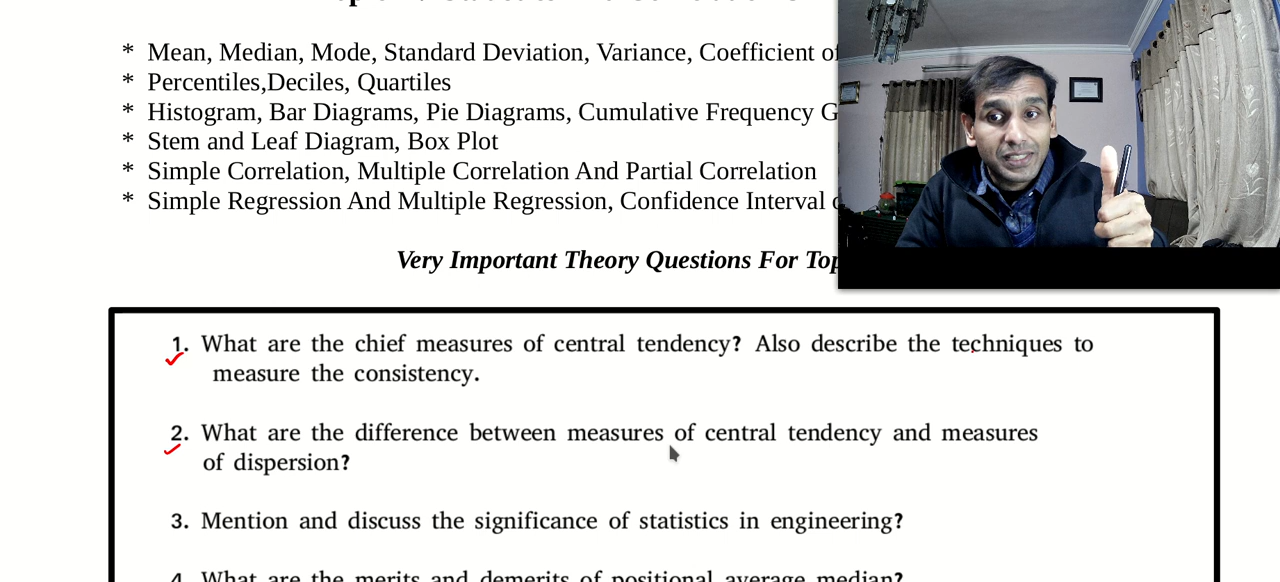 * Mean, Median, Mode, Standard Deviation, Variance, Coefficient of
* Percentiles,Deciles, Quartiles
* Histogram, Bar Diagrams, Pie Diagrams, Cumulative Frequency G
* Stem and Leaf Diagram, Box Plot
* Simple Correlation, Multiple Correlation And Partial Correlation
* Simple Regression And Multiple Regression, Confidence Interval
Very Important Theory Questions For Top
1. What are the chief measures of central tendency? Also describe the techniques to
measure the consistency.
2. What are the difference between measures of central tendency and measures
of dispersion?
3. Mention and discuss the significance of statistics in engineering?
4. What are the merits and demerits of positional average median?